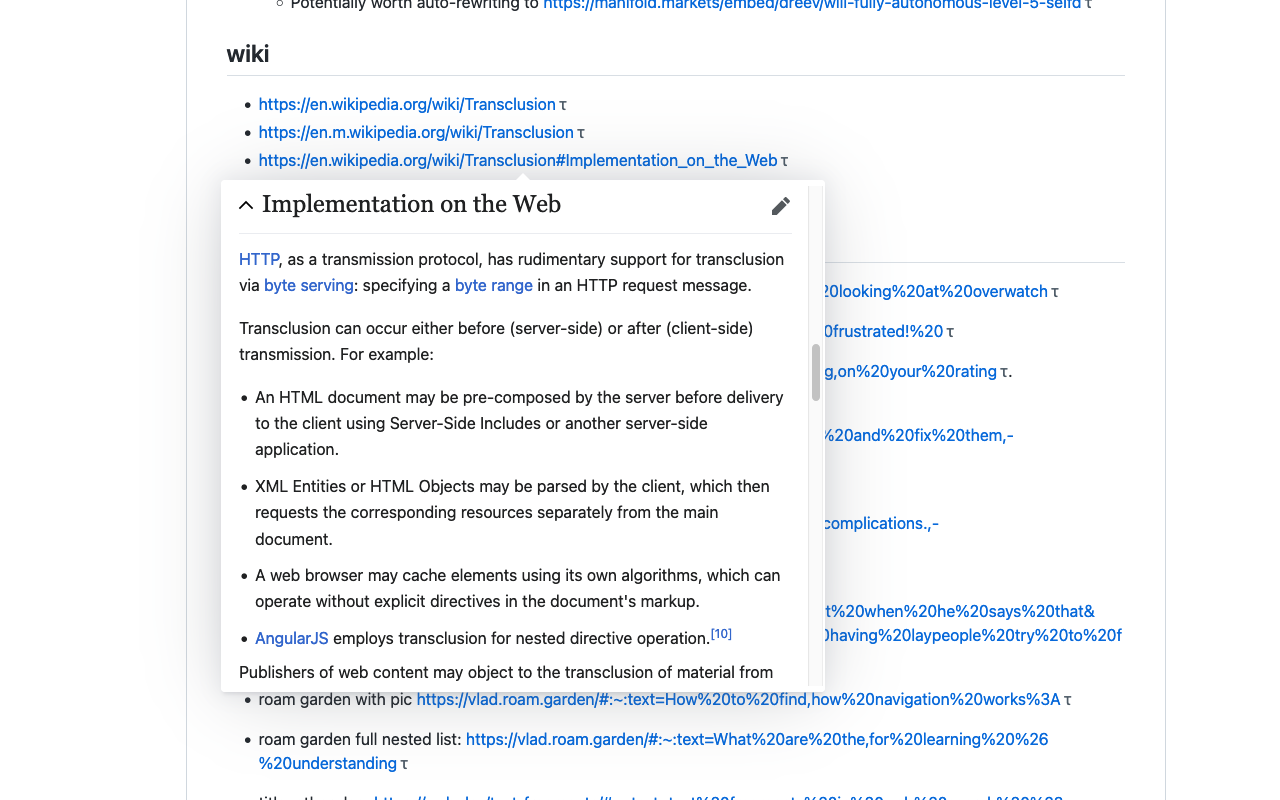 Potentially worth auto-rewriting to https://manifold.markets/embed/dreev/will-fully-autonomous-level-5-selfd τ
wiki
https://en.wikipedia.org/wiki/Transclusion τ
https://en.m.wikipedia.org/wiki/Transclusion τ
https://en.wikipedia.org/wiki/Transclusion#Implementation_on_the_Web τ
Implementation on the Web
HTTP, as a transmission protocol, has rudimentary support for transclusion
via byte serving: specifying a byte range in an HTTP request message.
Transclusion can occur either before (server-side) or after (client-side)
transmission. For example:
• An HTML document may be pre-composed by the server before delivery
to the client using Server-Side Includes or another server-side
application.
• XML Entities or HTML Objects may be parsed by the client, which then
requests the corresponding resources separately from the main
document.
• A web browser may cache elements using its own algorithms, which can
operate without explicit directives in the document's markup.
• AngularJS employs transclusion for nested directive operation.[10]
Publishers of web content may object to the transclusion of material from
20looking%20at%20overwatch τ
0frustrated!%20 τ
g,on%20your%20rating τ.
%20and%20fix%20them,-
complications.,-
t%20when%20he%20says%20that&
0having%20laypeople%20try%20to%20f
• roam garden with pic https://vlad.roam.garden/#:~:text=How%20to%20find,how%20navigation%20works%3A τ
• roam garden full nested list: https://vlad.roam.garden/#:~:text=What%20are%20the,for%20learning%20%26
%20understanding τ